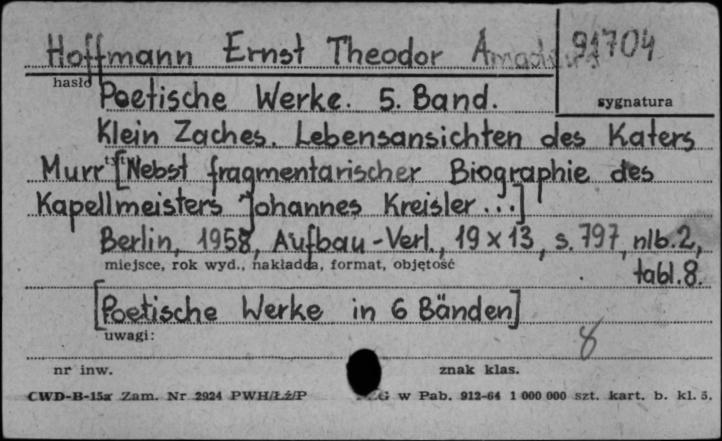 Hoffmann Ernst Theodor Amadeus
91704
hasło
sygnatura
Poetische Werke. 5. Band.
Klein Zaches. Lebensansichten des Katers
Murr [Nebst fragmentarischer Biographie des
Kapellmeisters Johannes Kreisler...]
Berlin, 1958, Aufbau-Verl., 19 x 13, s. 797, nlb. 2,
miejsce, rok wyd., nakładca, format, objętość
tabl. 8.
[Poetische Werke in 6 Bänden]
uwagi:
8
nr inw.
znak klas.
CWD-B-15a Zam. Nr 2924 PWH/Łż/P
w Pab. 912-64 1 000 000 szt. kart. b. kl. 5.